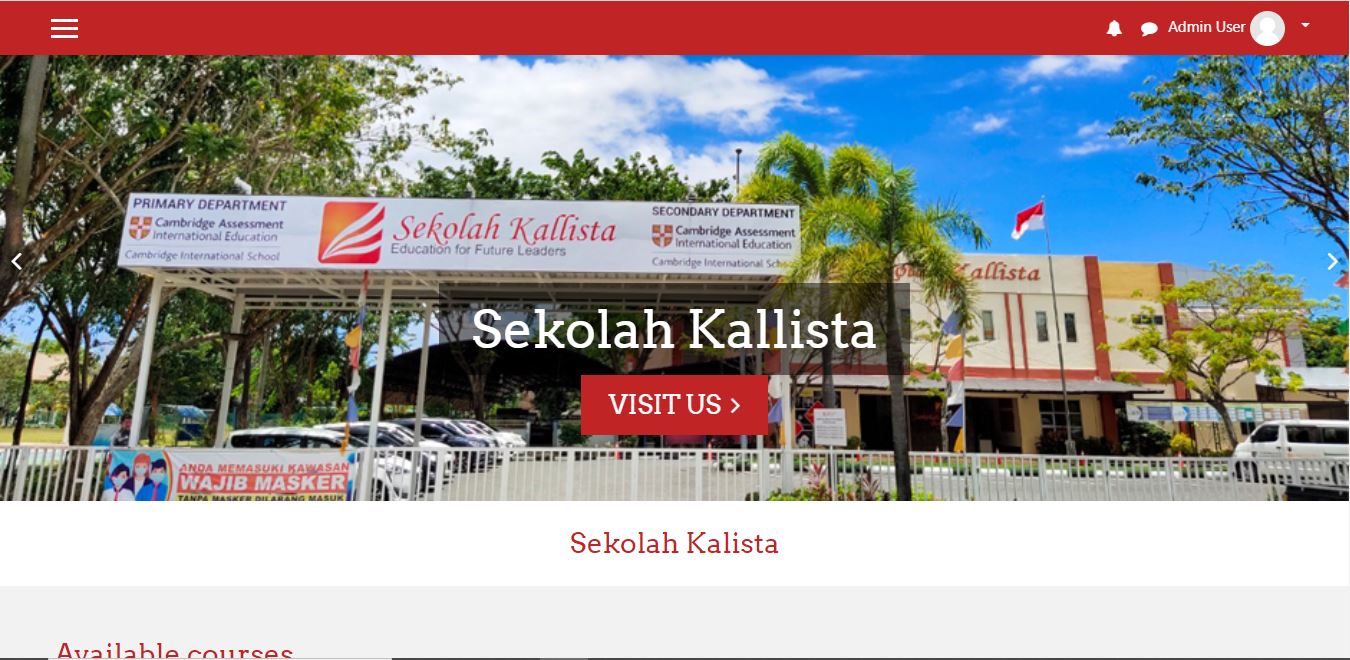 Admin User
PRIMARY DEPARTMENT
Cambridge Assessment
International Education
Cambridge International School
Sekolah Kallista
Education for Future Leaders
SECONDARY DEPARTMENT
Cambridge Assessment
International Education
Cambridge International
Kallista
Sekolah Kallista
VISIT US
ANDA MEMASUKI KAWASAN
WAJIB MASKER
TANPA MASKER DILARANG MASUK
Sekolah Kalista
Available courses